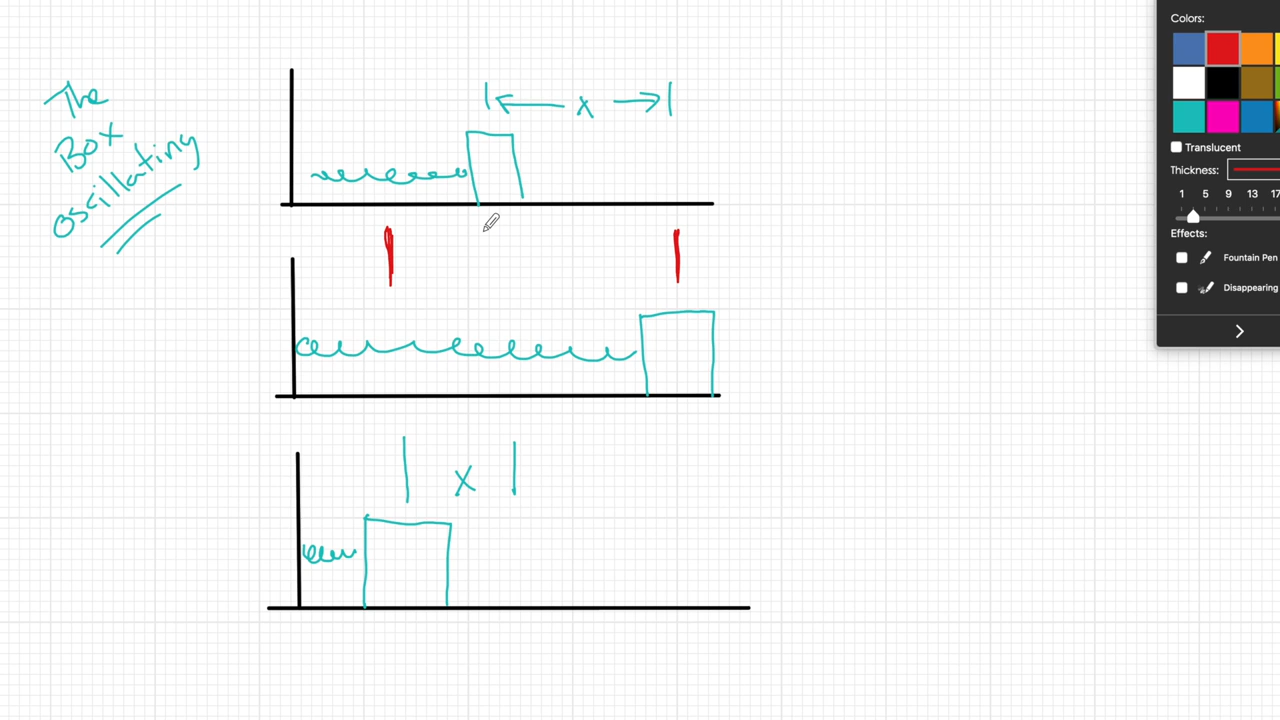 The
Box
oscillating
x
x
Colors:
Translucent
Thickness:
1 5 9 13 17
Effects:
Fountain Pen
Disappearing